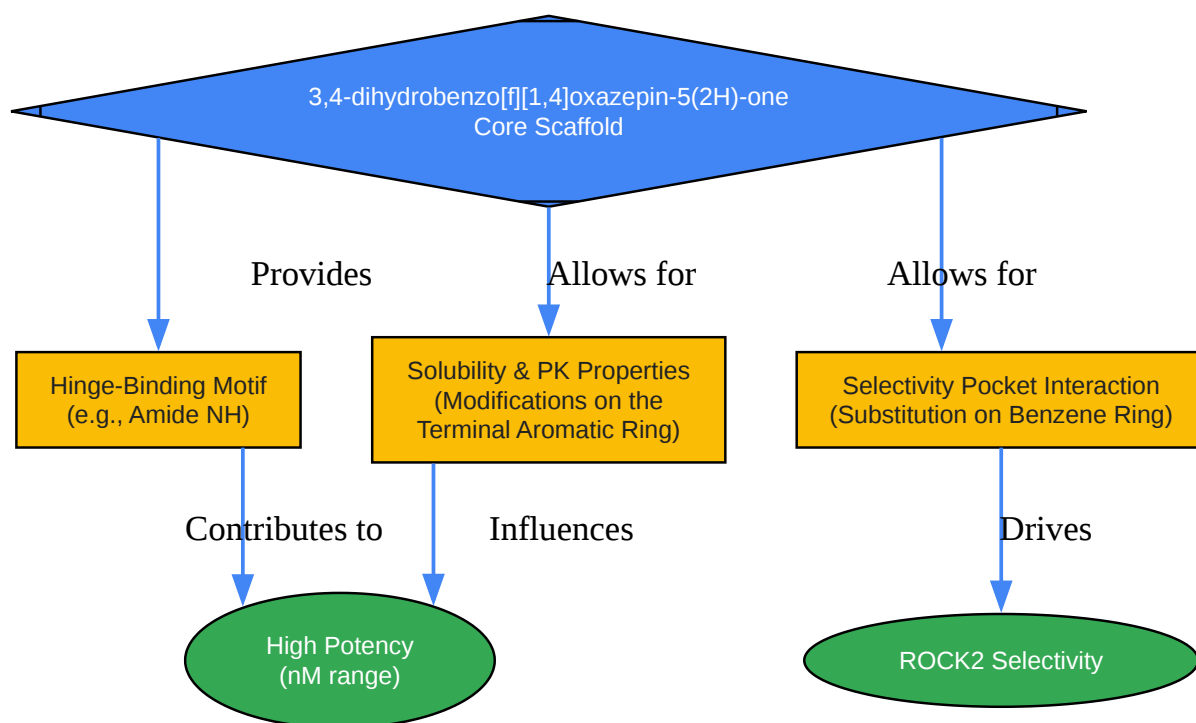 3,4-dihydrobenzo[f][1,4]oxazepin-5(2H)-one
Core Scaffold
Provides
Allows for
Allows for
Hinge-Binding Motif
(e.g., Amide NH)
Solubility & PK Properties
(Modifications on the
Terminal Aromatic Ring)
Selectivity Pocket Interaction
(Substitution on Benzene Ring)
Contributes to
Influences
Drives
High Potency
(nM range)
ROCK2 Selectivity